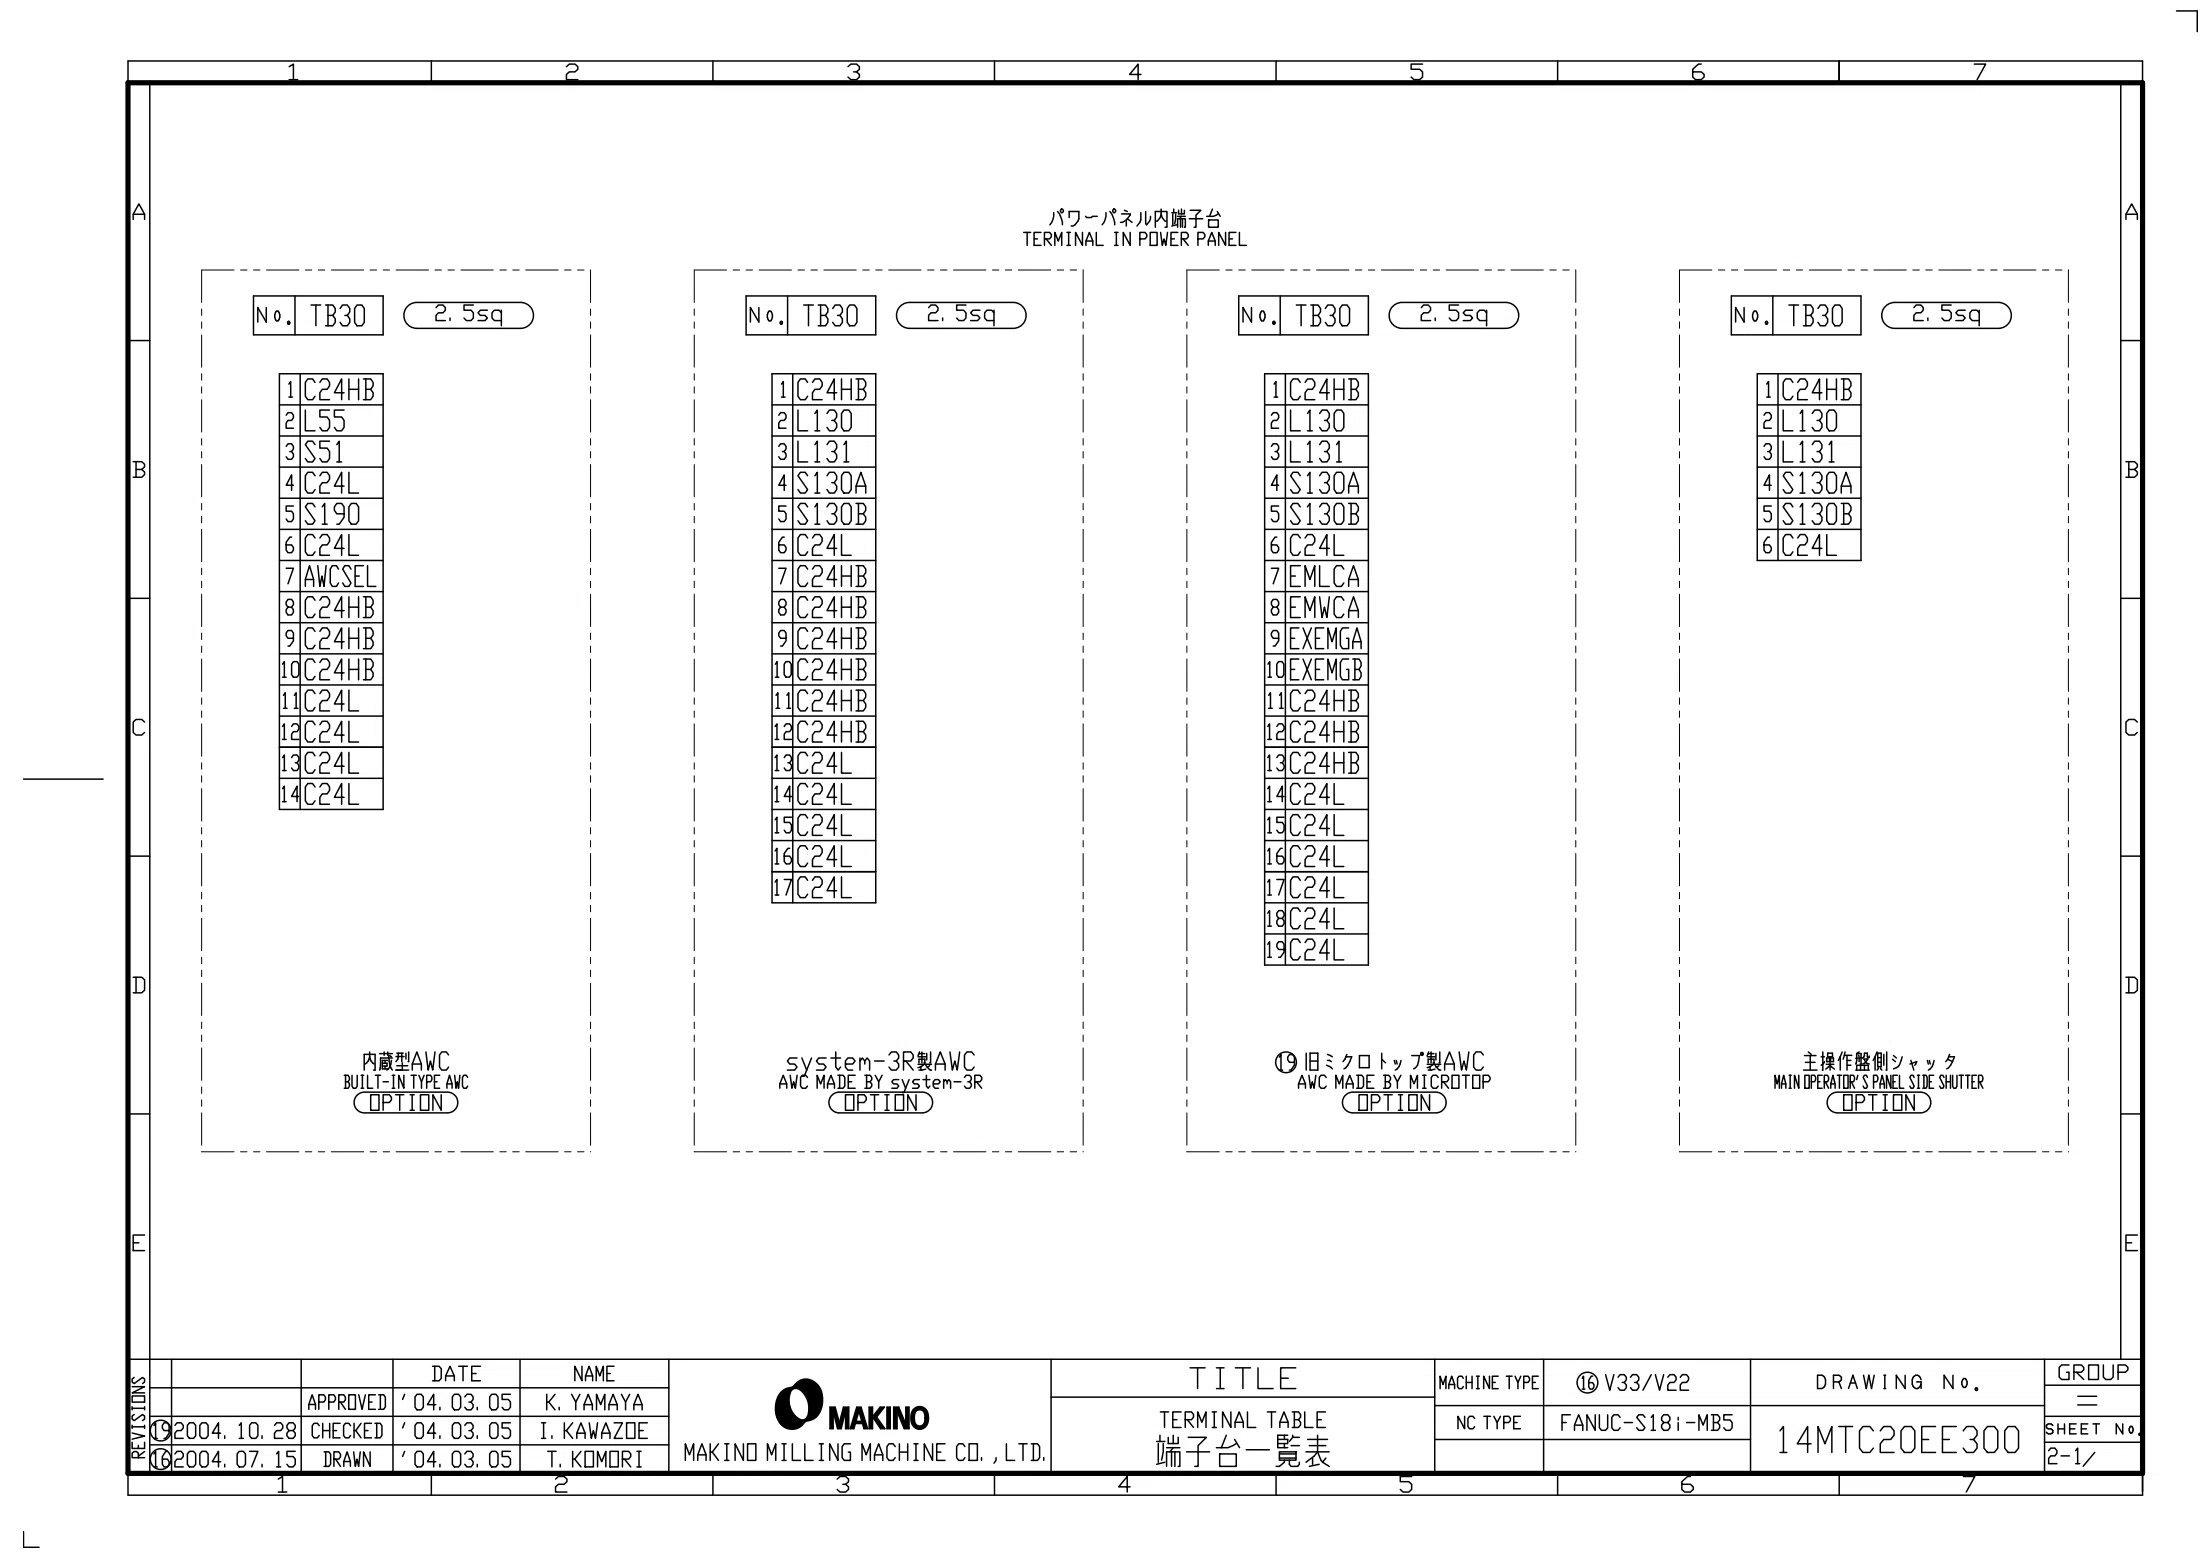 1 2 3 4 5 6 7
A A
B B
C C
D D
E E
パワーパネル内端子台
TERMINAL IN POWER PANEL
No. TB30 2.5sq
1 C24HB
2 L55
3 S51
4 C24L
5 S190
6 C24L
7 AWCSEL
8 C24HB
9 C24HB
10 C24HB
11 C24L
12 C24L
13 C24L
14 C24L
内蔵型AWC
BUILT-IN TYPE AWC
OPTION
No. TB30 2.5sq
1 C24HB
2 L130
3 L131
4 S130A
5 S130B
6 C24L
7 C24HB
8 C24HB
9 C24HB
10 C24HB
11 C24HB
12 C24HB
13 C24L
14 C24L
15 C24L
16 C24L
17 C24L
system-3R製AWC
AWC MADE BY system-3R
OPTION
No. TB30 2.5sq
1 C24HB
2 L130
3 L131
4 S130A
5 S130B
6 C24L
7 EMLCA
8 EMWCA
9 EXEMGA
10 EXEMGB
11 C24HB
12 C24HB
13 C24HB
14 C24L
15 C24L
16 C24L
17 C24L
18 C24L
19 C24L
⑲旧ミクロトップ製AWC
AWC MADE BY MICROTOP
OPTION
No. TB30 2.5sq
1 C24HB
2 L130
3 L131
4 S130A
5 S130B
6 C24L
主操作盤側シャッタ
MAIN OPERATOR'S PANEL SIDE SHUTTER
OPTION
REVISIONS
DATE NAME
APPROVED '04.03.05 K. YAMAYA
⑲ 2004.10.28 CHECKED '04.03.05 I. KAWAZOE
⑯ 2004.07.15 DRAWN '04.03.05 T. KOMORI
MAKINO
MAKINO MILLING MACHINE CO.,LTD.
TITLE
TERMINAL TABLE
端子台一覧表
MACHINE TYPE ⑯V33/V22
NC TYPE FANUC-S18i-MB5
DRAWING No.
14MTC20EE300
GROUP
=
SHEET No.
2-1/
1 2 3 4 5 6 7